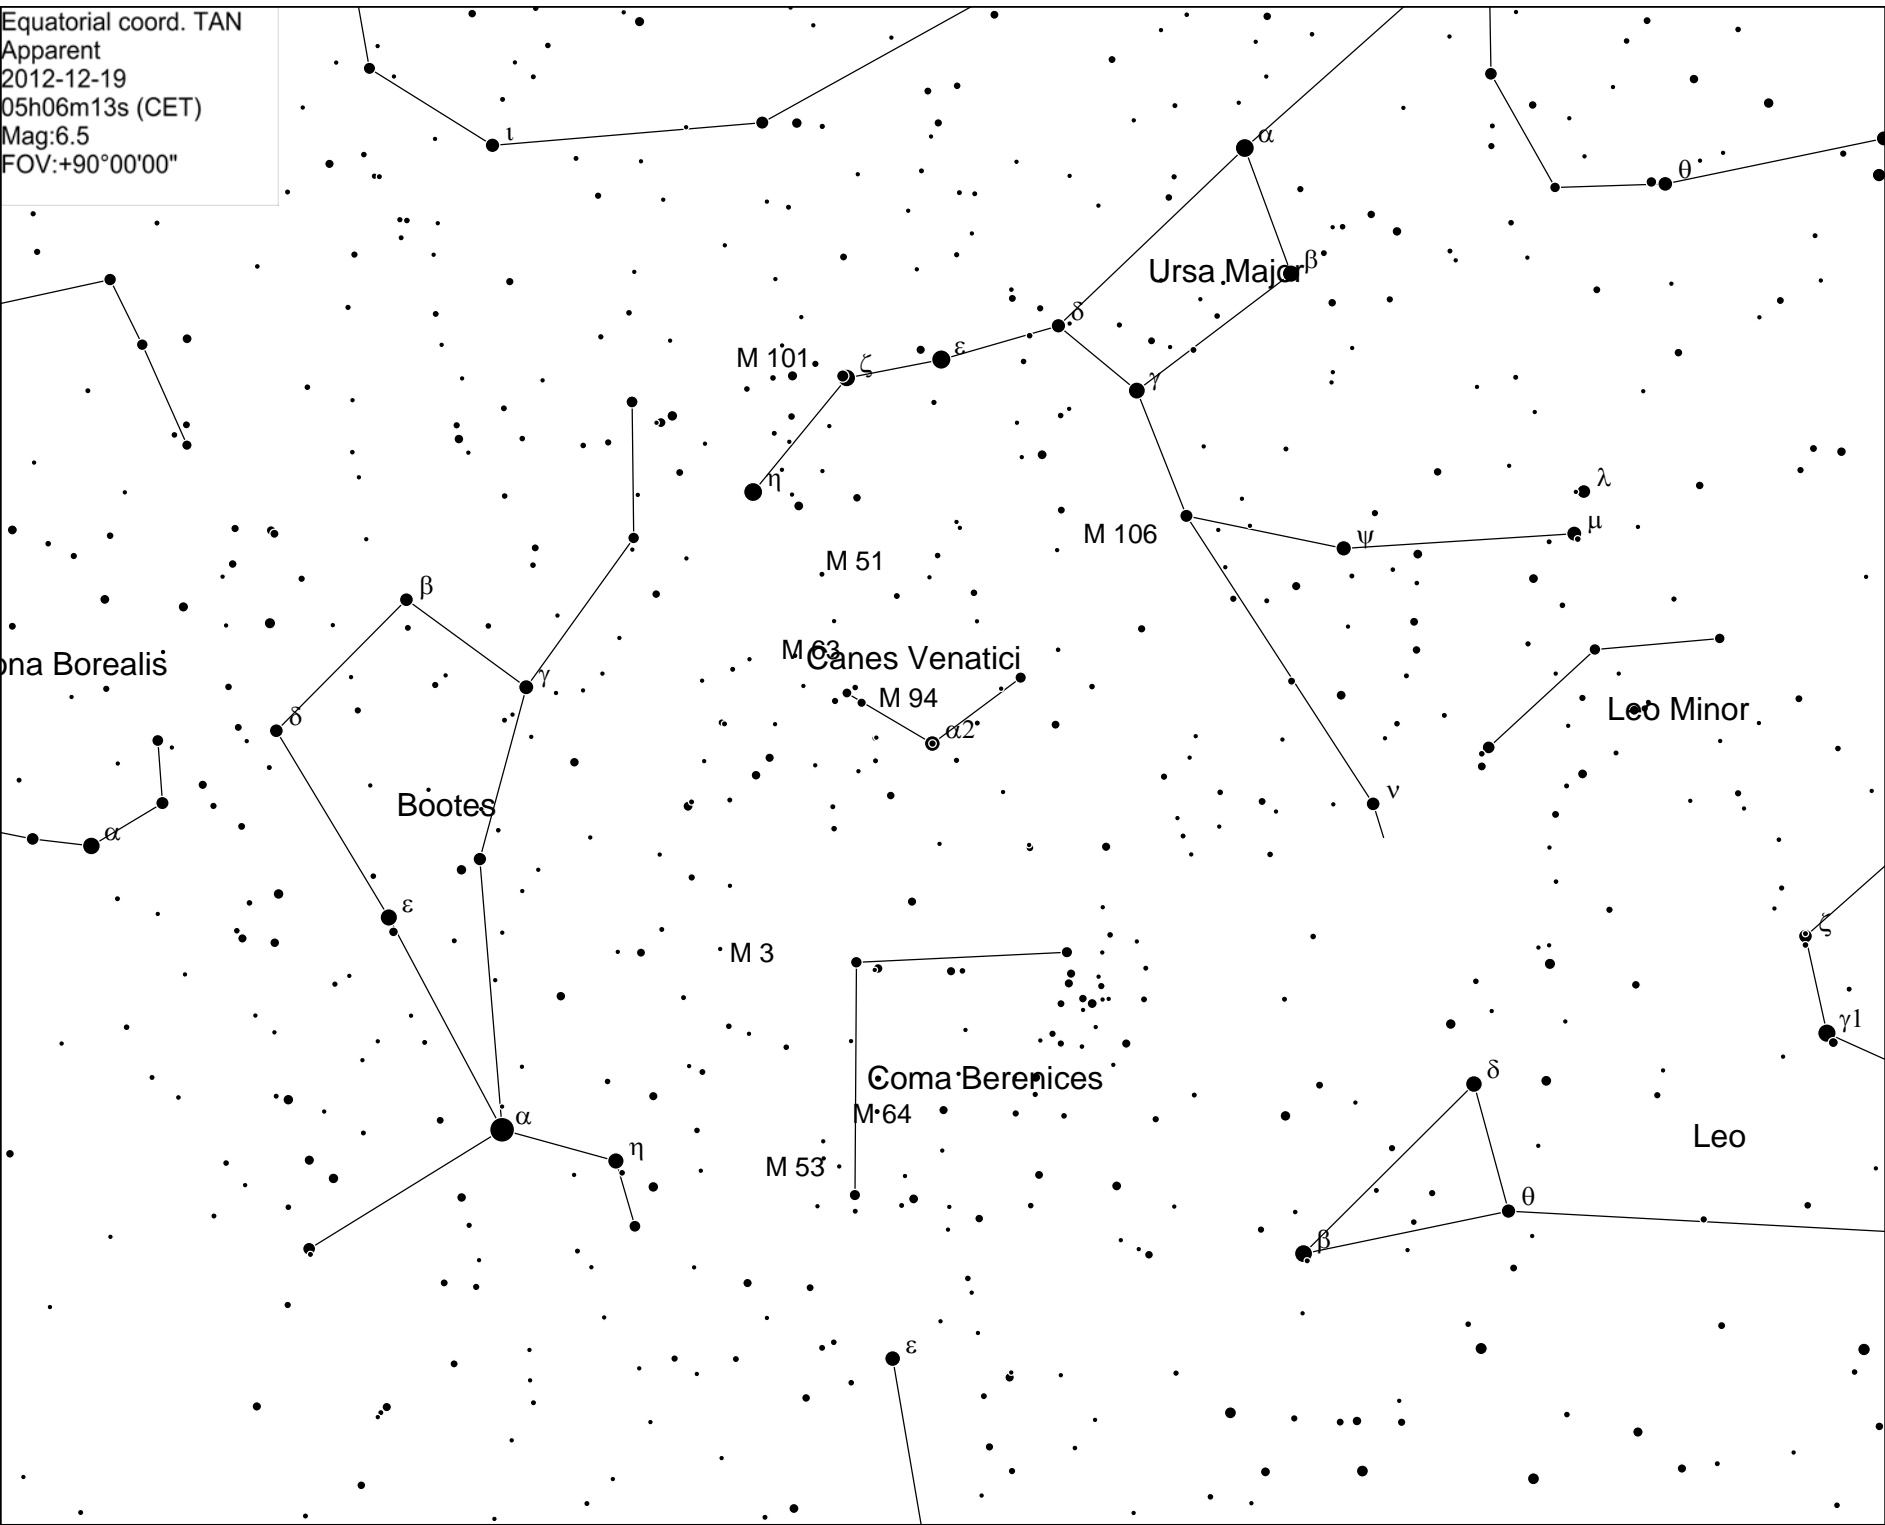 Equatorial coord. TAN
Apparent
2012-12-19
05h06m13s (CET)
Mag:6.5
FOV:+90°00'00"
ι
α
θ
Ursa Major
β
δ
M 101
ζ
ε
γ
η
λ
μ
M 106
ψ
M 51
β
M 63
Canes Venatici
ona Borealis
γ
M 94
Leo Minor
δ
α2
ν
Bootes
α
ε
ζ
M 3
γ1
δ
Coma Berenices
M 64
α
Leo
η
M 53
θ
β
ε